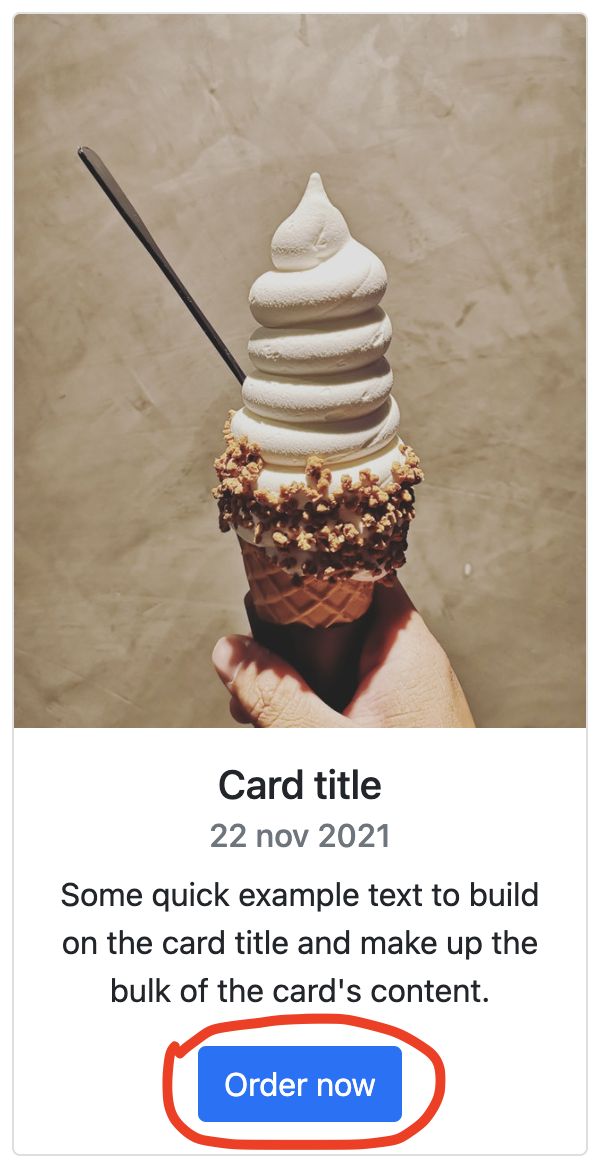 Card title
22 nov 2021
Some quick example text to build
on the card title and make up the
bulk of the card's content.
Order now